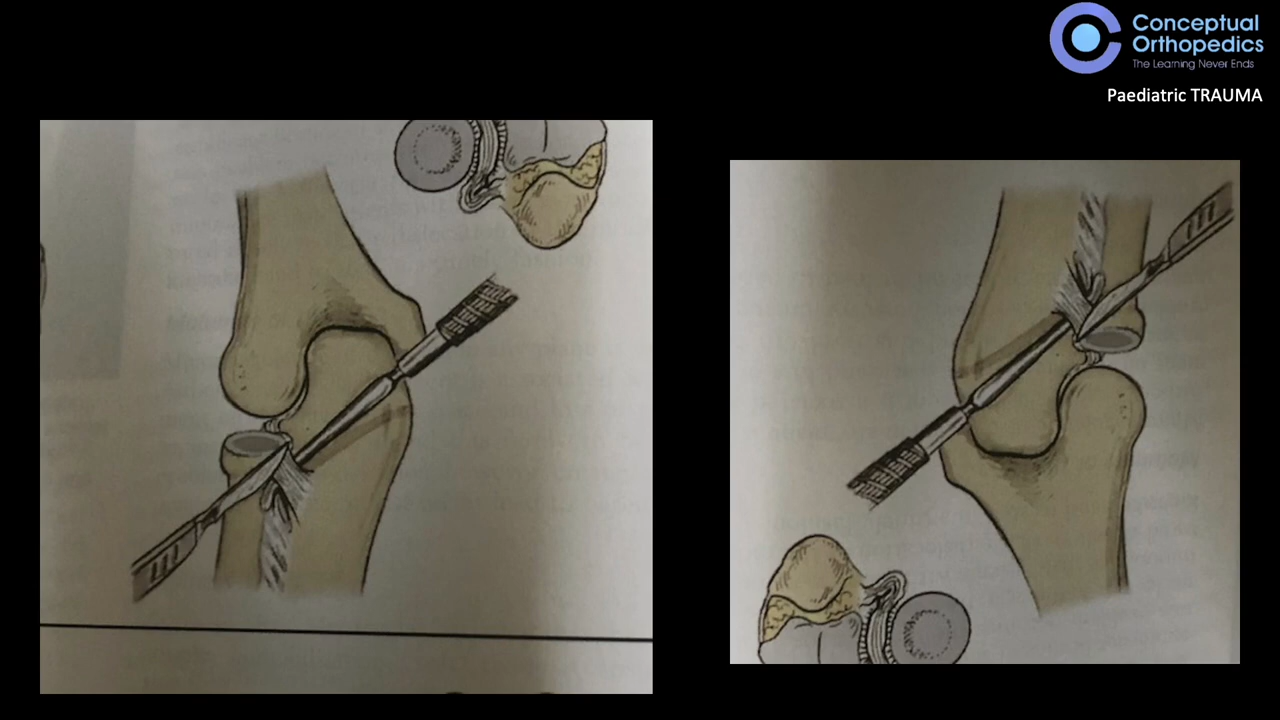 Conceptual
Orthopedics
The Learning Never Ends
Paediatric TRAUMA